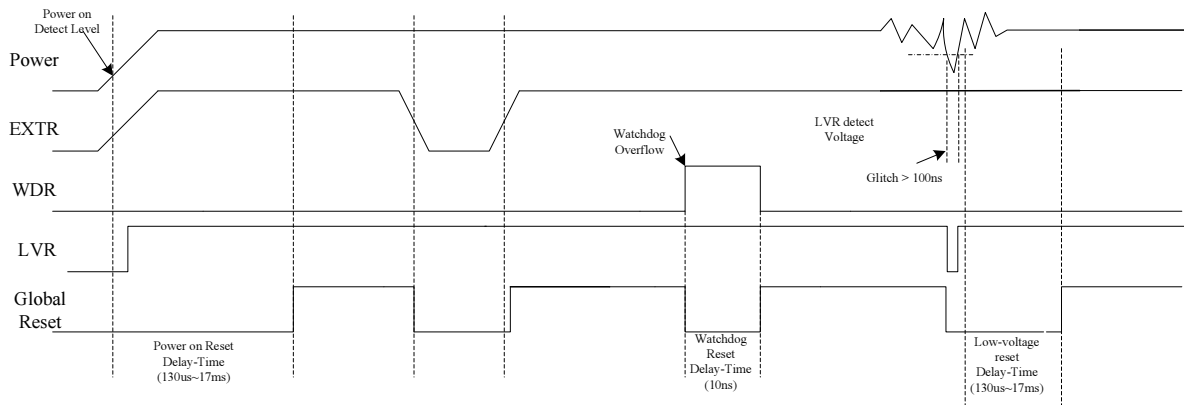 Power on
Detect Level
Power
EXTR
LVR detect
Voltage
Watchdog
Overflow
Glitch > 100ns
WDR
LVR
Global
Reset
Power on Reset
Delay-Time
(130us~17ms)
Watchdog
Reset
Delay-Time
(10ns)
Low-voltage
reset
Delay-Time
(130us~17ms)